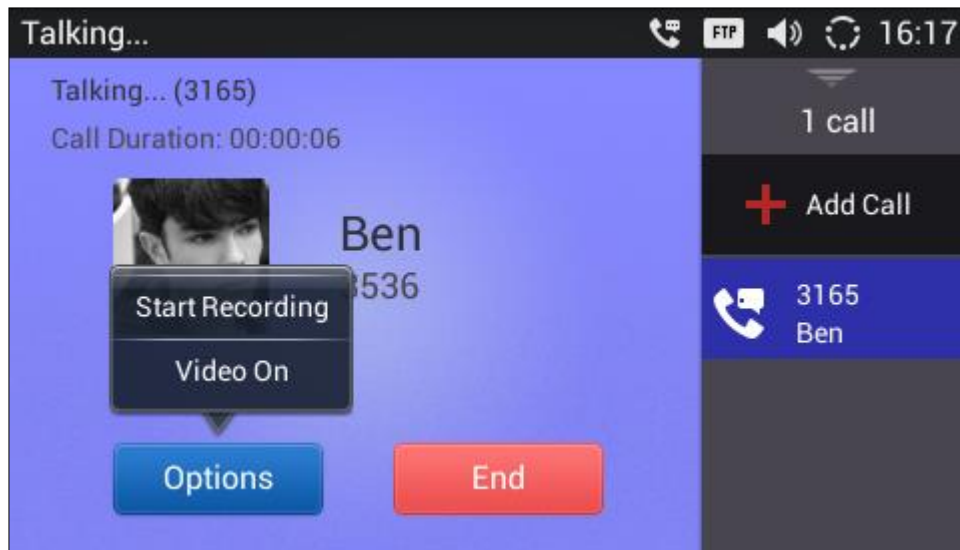 Talking...
FTP
16:17
Talking... (3165)
Call Duration: 00:00:06
Ben
3536
Start Recording
Video On
Options
End
1 call
Add Call
3165
Ben